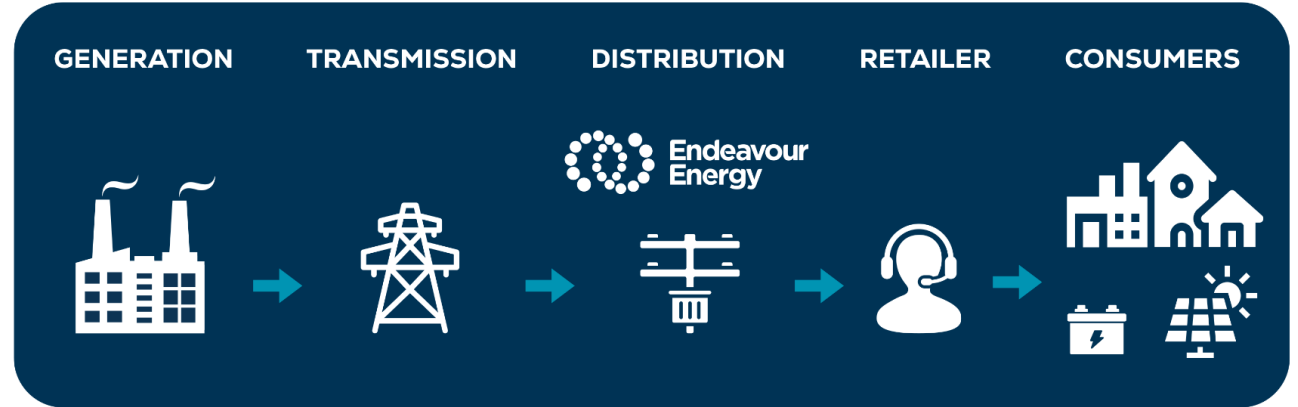 GENERATION
TRANSMISSION
DISTRIBUTION
RETAILER
CONSUMERS
Endeavour
Energy